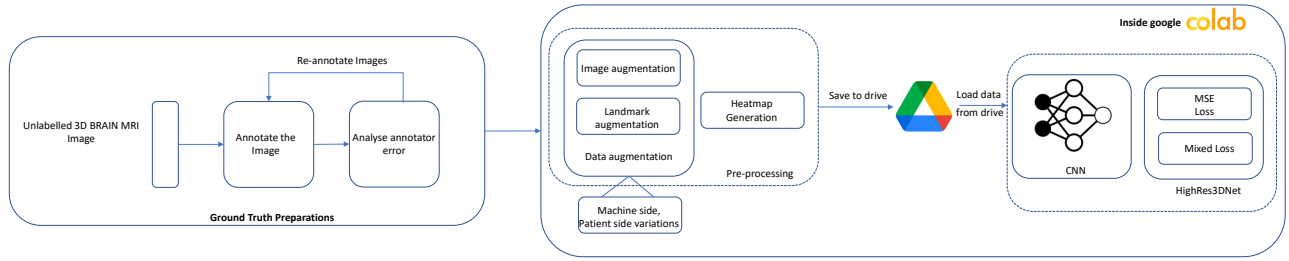 Unlabelled 3D BRAIN MRI
Image
Re-annotate Images
Annotate the
Image
Analyse annotator
error
Ground Truth Preparations
Inside google colab
Image augmentation
Landmark
augmentation
Data augmentation
Heatmap
Generation
Pre-processing
Machine side,
Patient side variations
Save to drive
Load data
from drive
CNN
MSE
Loss
Mixed Loss
HighRes3DNet